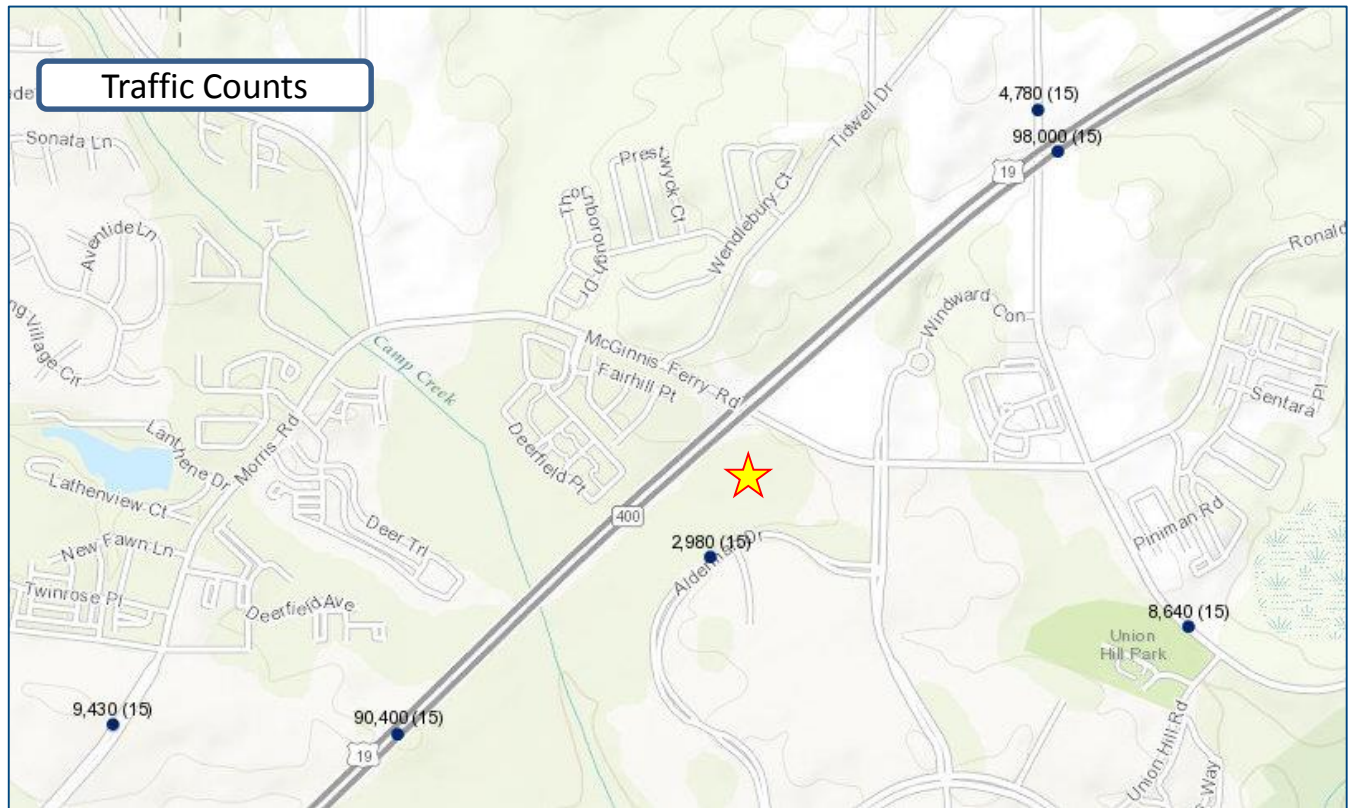 Traffic Counts
Sonata Ln
Aventide Ln
Village Cir
Lathenview Ct
New Fawn Ln
Twinrose Pl
Morris Rd
Deer Trl
Deerfield Ave
9,430 (15)
90,400 (15)
19
Camp Creek
Thornborough Dr
Prestwyck Ct
Wendlebury Ct
Tidwell Dr
McGinnis Ferry Rd
Fairhill Pt
Deerfield Pt
400
4,780 (15)
98,000 (15)
19
Windward Con
Ronald
Sentara Pl
Piniman Rd
2,980 (15)
8,640 (15)
Union
Hill Park
Union Hill Rd
Way